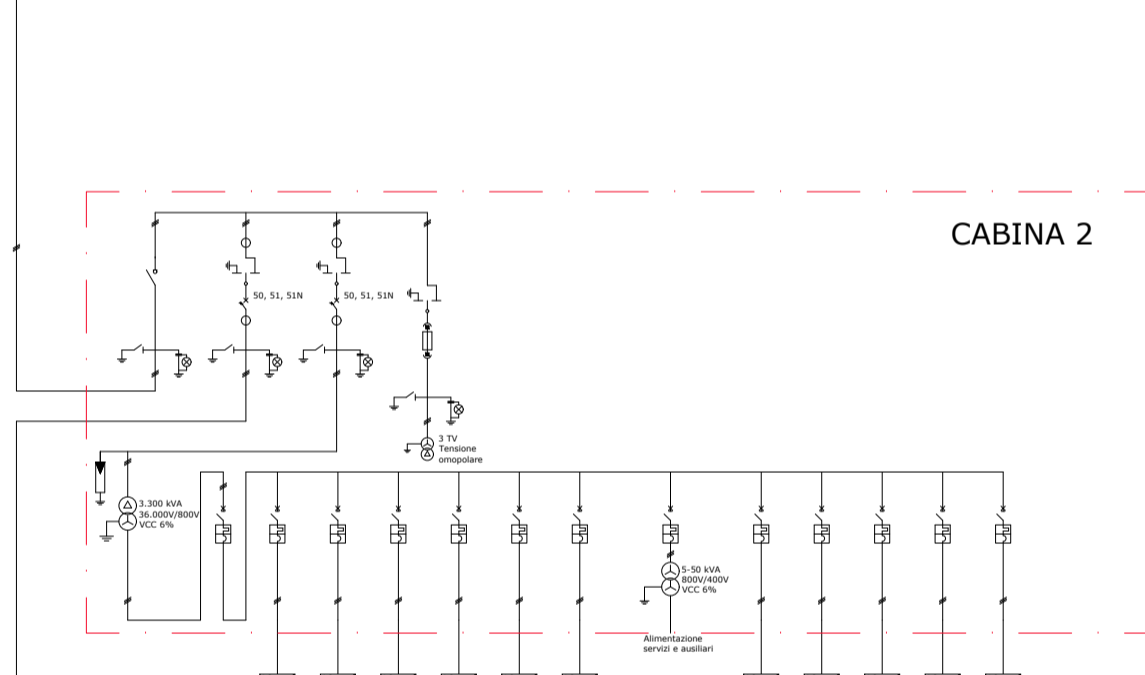 CABINA 2
50, 51, 51N
50, 51, 51N
3 TV
Tensione
omopolare
3.300 kVA
36.000V/800V
VCC 6%
5-50 kVA
800V/400V
VCC 6%
Alimentazione
servizi e ausiliari